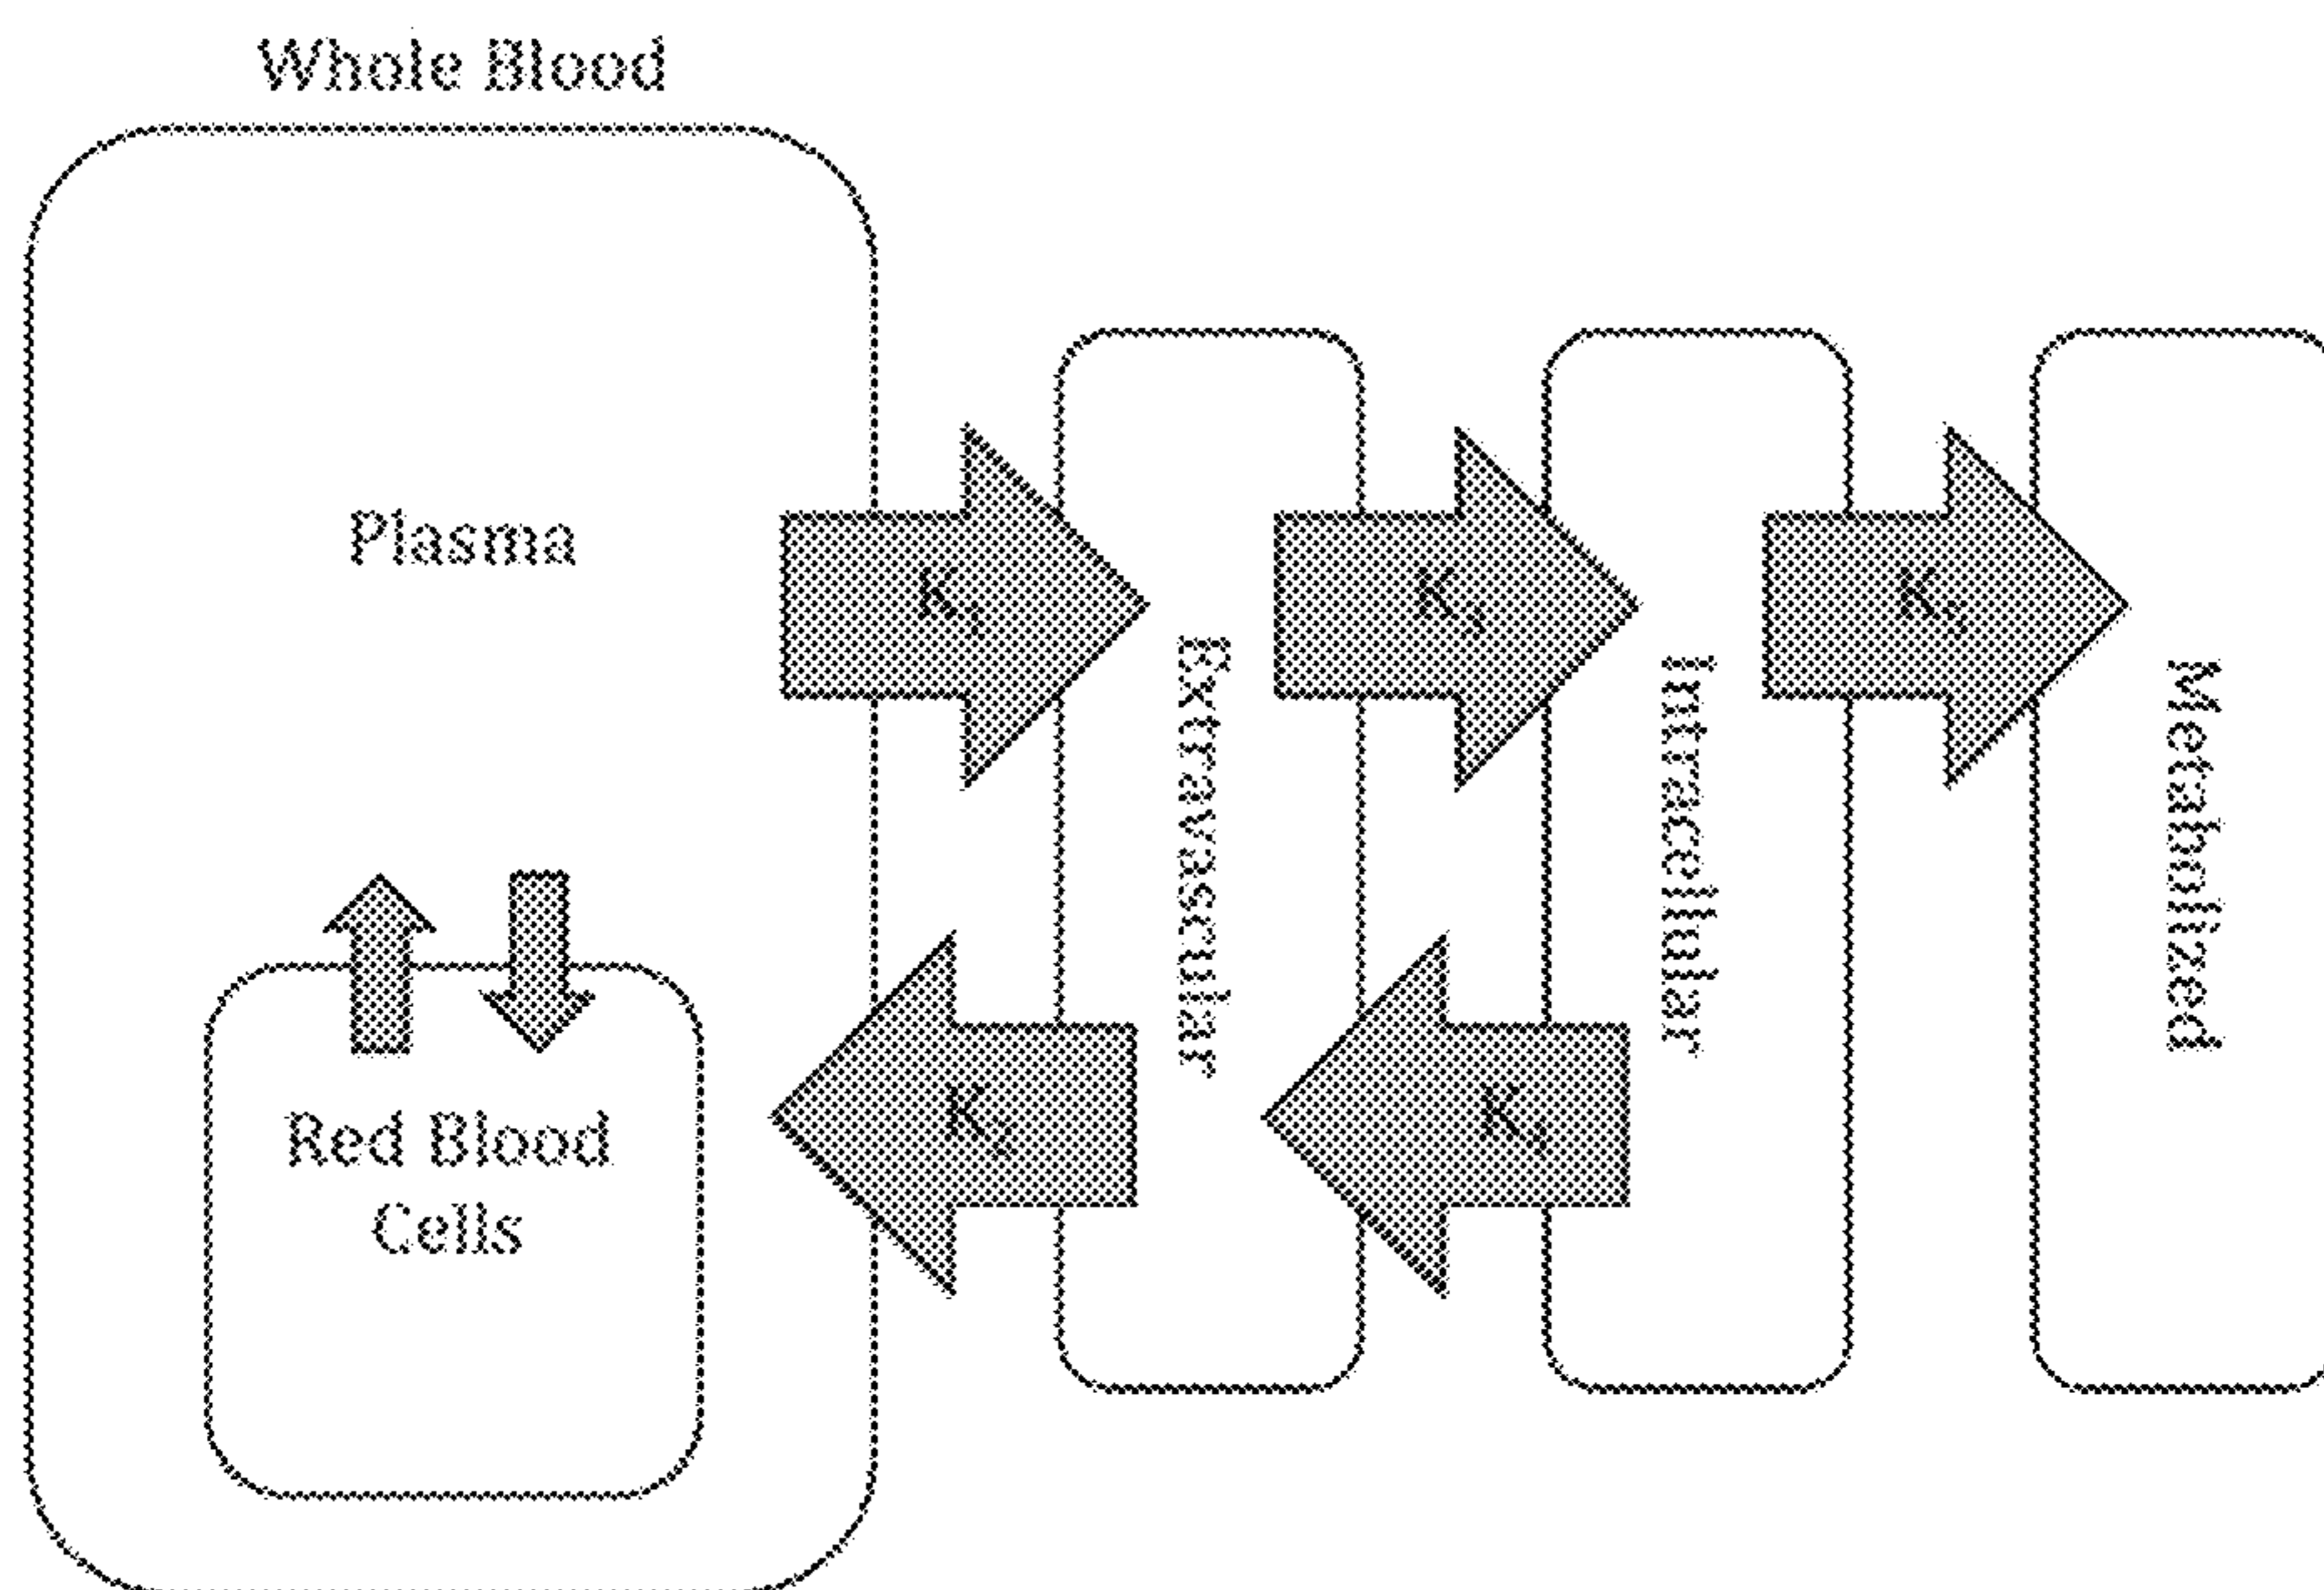 Whole Blood
Plasma
K₁
K₃
K₅
Extravascular
Intracellular
Metabolized
K₂
K₄
Red Blood
Cells